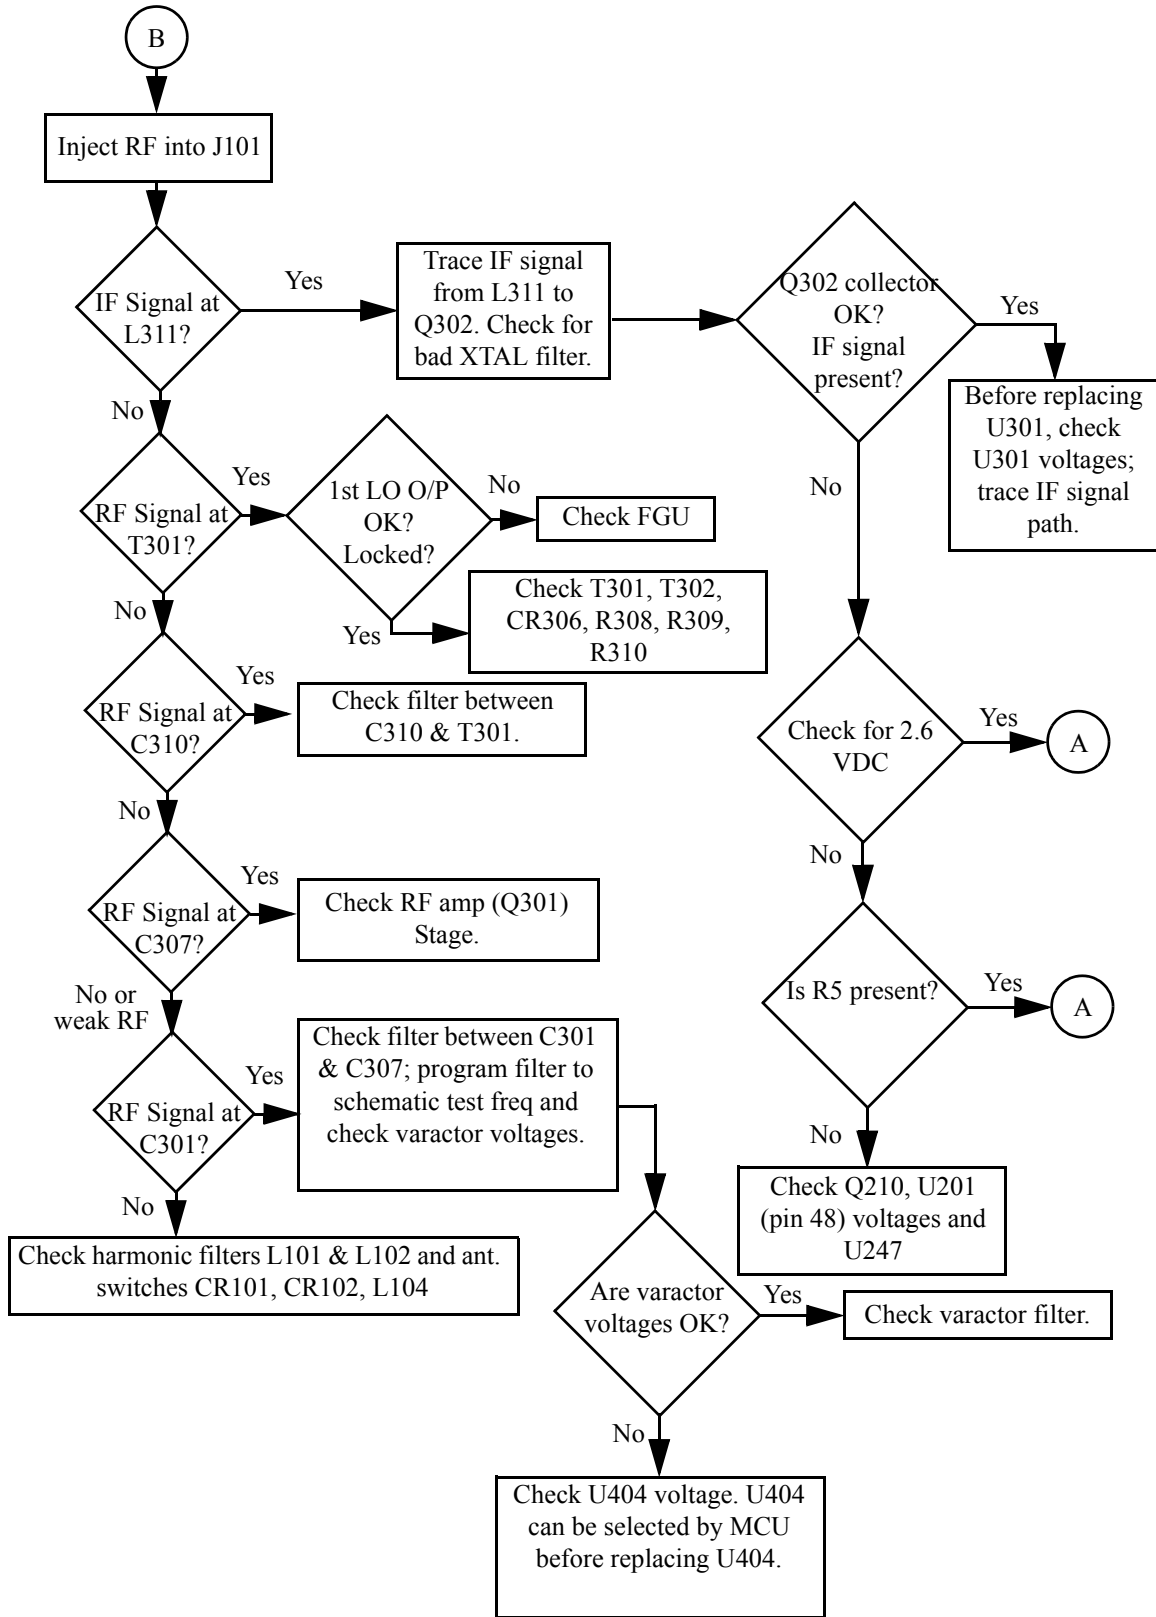 B
Inject RF into J101
IF Signal at
L311?
Yes
Trace IF signal
from L311 to
Q302. Check for
bad XTAL filter.
Q302 collector
OK?
IF signal
present?
Yes
Before replacing
U301, check
U301 voltages;
trace IF signal
path.
No
No
RF Signal at
T301?
Yes
1st LO O/P
OK?
Locked?
No
Check FGU
Yes
Check T301, T302,
CR306, R308, R309,
R310
No
RF Signal at
C310?
Yes
Check filter between
C310 & T301.
Check for 2.6
VDC
Yes
A
No
No
RF Signal at
C307?
Yes
Check RF amp (Q301)
Stage.
Is R5 present?
Yes
A
No or
weak RF
RF Signal at
C301?
Yes
Check filter between C301
& C307; program filter to
schematic test freq and
check varactor voltages.
No
Check Q210, U201
(pin 48) voltages and
U247
No
Check harmonic filters L101 & L102 and ant.
switches CR101, CR102, L104
Are varactor
voltages OK?
Yes
Check varactor filter.
No
Check U404 voltage. U404
can be selected by MCU
before replacing U404.